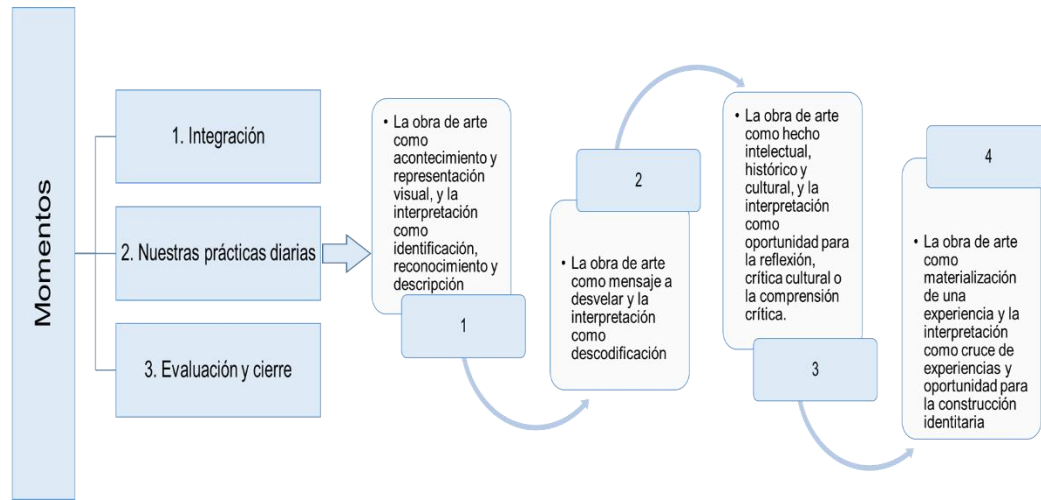 Momentos
1. Integración
2. Nuestras prácticas diarias
3. Evaluación y cierre
• La obra de arte
como
acontecimiento y
representación
visual, y la
interpretación
como
identificación,
reconocimiento y
descripción
1
2
• La obra de arte
como mensaje a
desvelar y la
interpretación
como
descodificación
• La obra de arte
como hecho
intelectual,
histórico y
cultural, y la
interpretación
como
oportunidad para
la reflexión,
crítica cultural o
la comprensión
crítica.
3
4
• La obra de arte
como
materialización
de una
experiencia y la
interpretación
como cruce de
experiencias y
oportunidad para
la construcción
identitaria